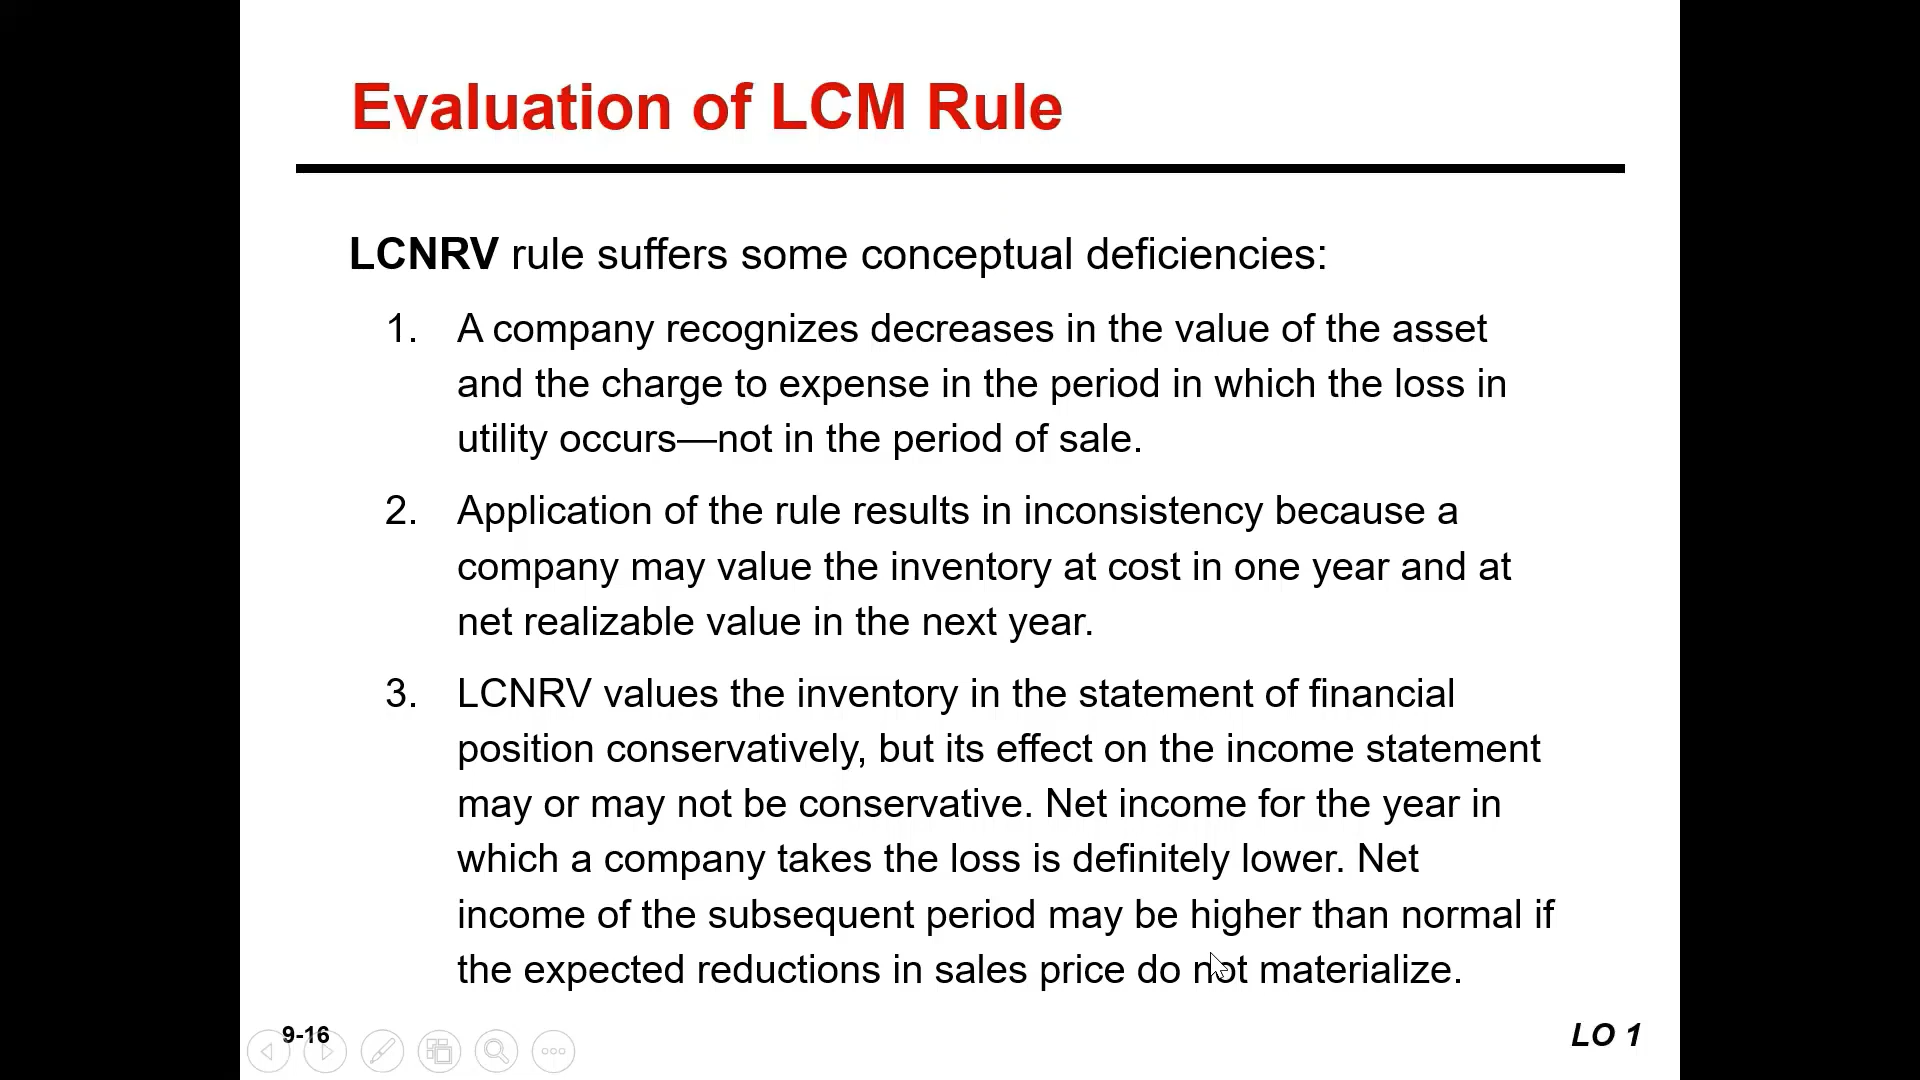 Evaluation of LCM Rule
LCNRV rule suffers some conceptual deficiencies:
1. A company recognizes decreases in the value of the asset
and the charge to expense in the period in which the loss in
utility occurs—not in the period of sale.
2. Application of the rule results in inconsistency because a
company may value the inventory at cost in one year and at
net realizable value in the next year.
3. LCNRV values the inventory in the statement of financial
position conservatively, but its effect on the income statement
may or may not be conservative. Net income for the year in
which a company takes the loss is definitely lower. Net
income of the subsequent period may be higher than normal if
the expected reductions in sales price do not materialize.
9-16
LO 1